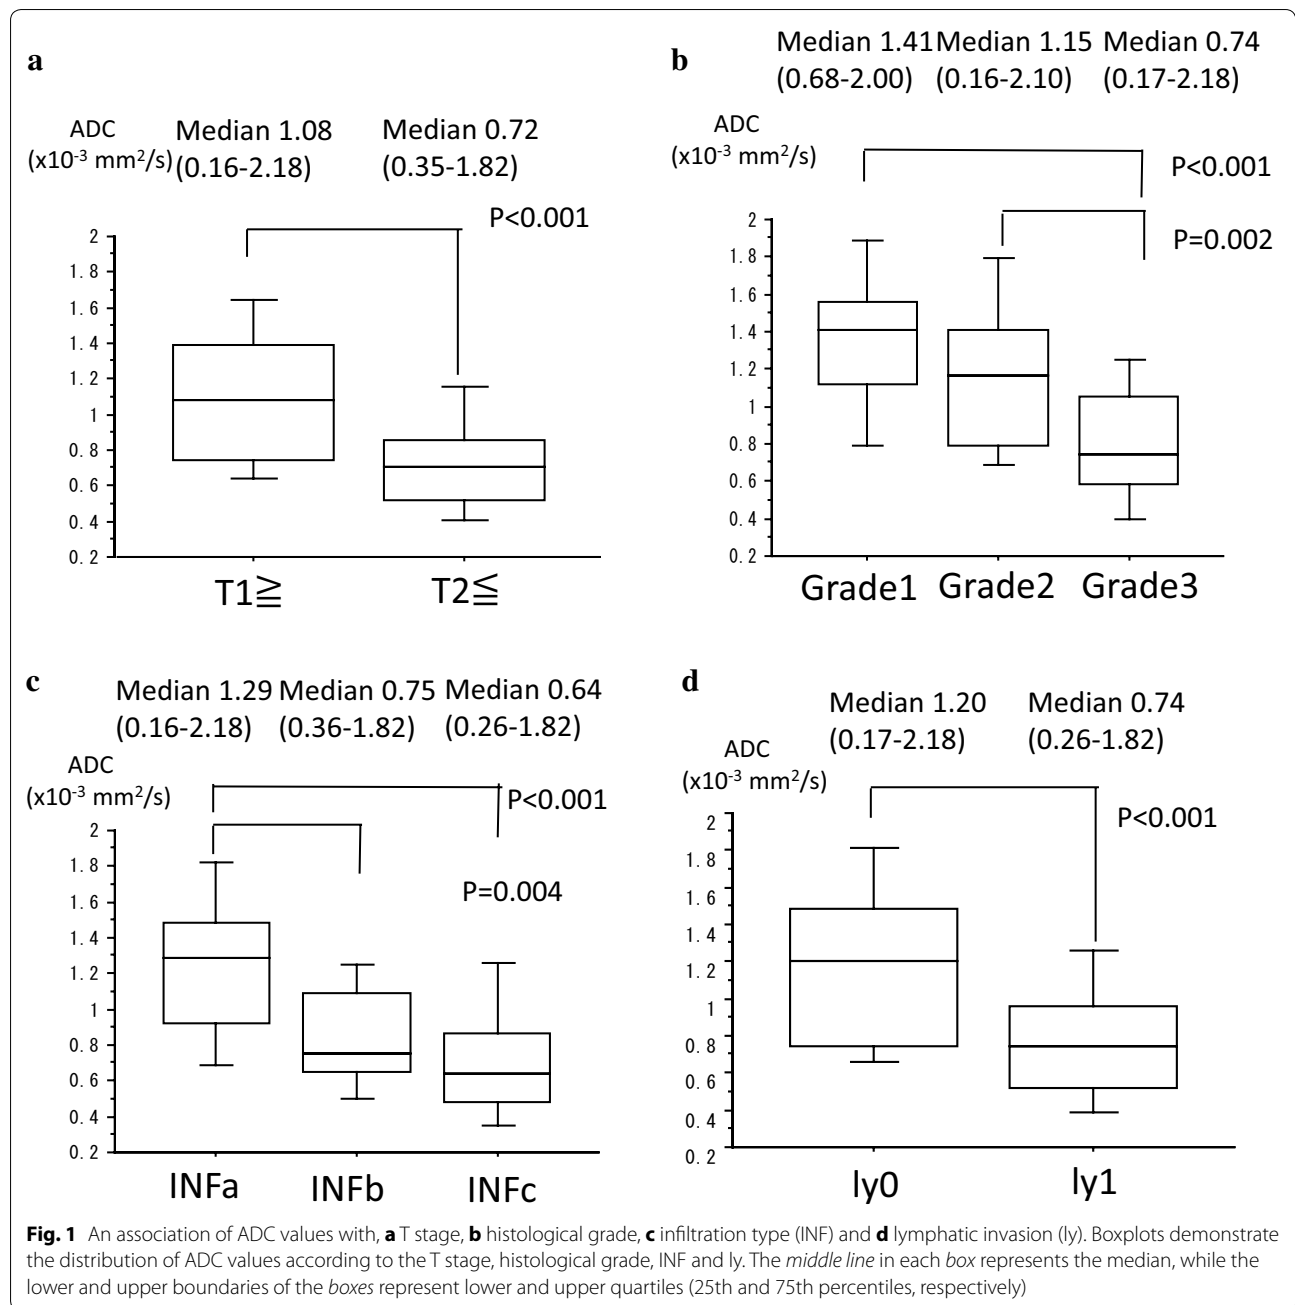 a
ADC
(x10-3 mm2/s)
Median 1.08
(0.16-2.18)
Median 0.72
(0.35-1.82)
P<0.001
2
1.8
1.6
1.4
1.2
1
0.8
0.6
0.4
0.2
T1≧
T2≦
b
Median 1.41
(0.68-2.00)
Median 1.15
(0.16-2.10)
Median 0.74
(0.17-2.18)
ADC
(x10-3 mm2/s)
P<0.001
P=0.002
2
1.8
1.6
1.4
1.2
1
0.8
0.6
0.4
0.2
Grade1
Grade2
Grade3
c
Median 1.29
(0.16-2.18)
Median 0.75
(0.36-1.82)
Median 0.64
(0.26-1.82)
ADC
(x10-3 mm2/s)
P<0.001
P=0.004
2
1.8
1.6
1.4
1.2
1
0.8
0.6
0.4
0.2
INFa
INFb
INFc
d
Median 1.20
(0.17-2.18)
Median 0.74
(0.26-1.82)
ADC
(x10-3 mm2/s)
P<0.001
2
1.8
1.6
1.4
1.2
1
0.8
0.6
0.4
0.2
ly0
ly1
Fig. 1 An association of ADC values with, a T stage, b histological grade, c infiltration type (INF) and d lymphatic invasion (ly). Boxplots demonstrate
the distribution of ADC values according to the T stage, histological grade, INF and ly. The middle line in each box represents the median, while the
lower and upper boundaries of the boxes represent lower and upper quartiles (25th and 75th percentiles, respectively)